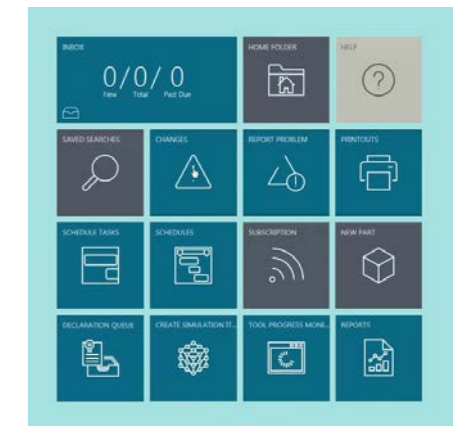 INBOX
0/0/ 0
New Total Past Due
HOME FOLDER
HELP
?
SAVED SEARCHES
CHANGES
REPORT PROBLEM
PRINTOUTS
SCHEDULE TASKS
SCHEDULES
SUBSCRIPTION
NEW PART
DECLARATION QUEUE
CREATE SIMULATION IT...
TOOL PROGRESS MONI...
REPORTS